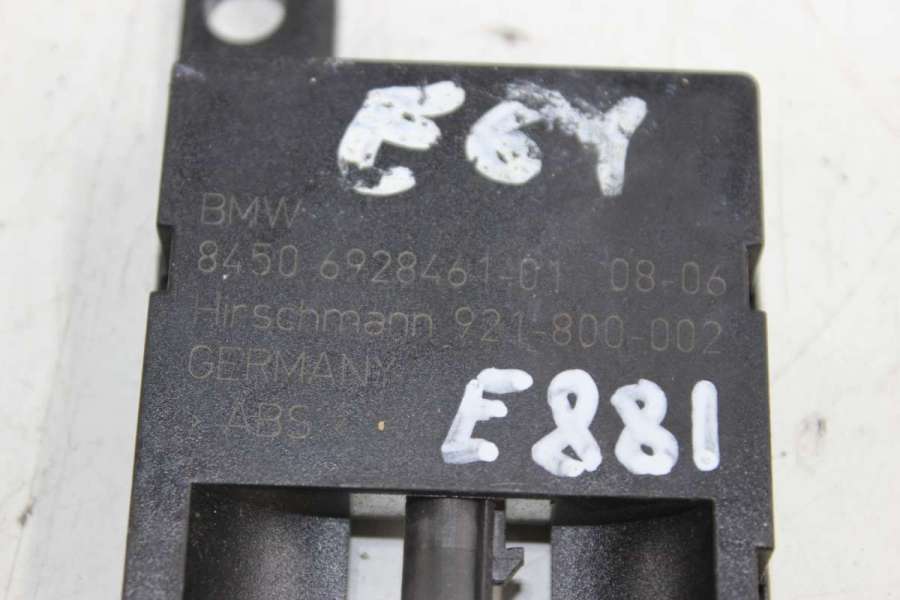 E64
BMW
8450 6928461-01 08-06
Hirschmann 921-800-002
GERMANY
> ABS <
E881